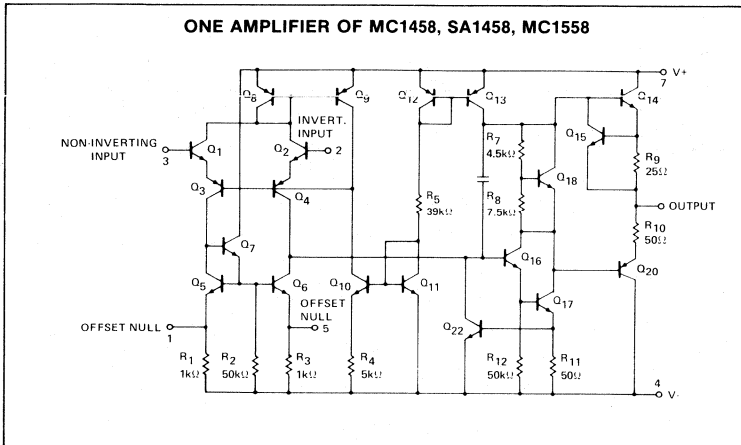 ONE AMPLIFIER OF MC1458, SA1458, MC1558
V+
7
Q8
Q9
Q12
Q13
Q14
INVERT.
INPUT
2
NON-INVERTING
INPUT
3
Q1
Q2
Q15
R7
4.5kΩ
R9
25Ω
Q3
Q4
Q18
R5
39kΩ
R8
7.5kΩ
OUTPUT
R10
50Ω
Q7
Q16
Q20
Q5
Q6
Q10
Q11
Q17
OFFSET
NULL
5
Q22
OFFSET NULL
1
R1
1kΩ
R2
50kΩ
R3
1kΩ
R4
5kΩ
R12
50kΩ
R11
50Ω
4
V-